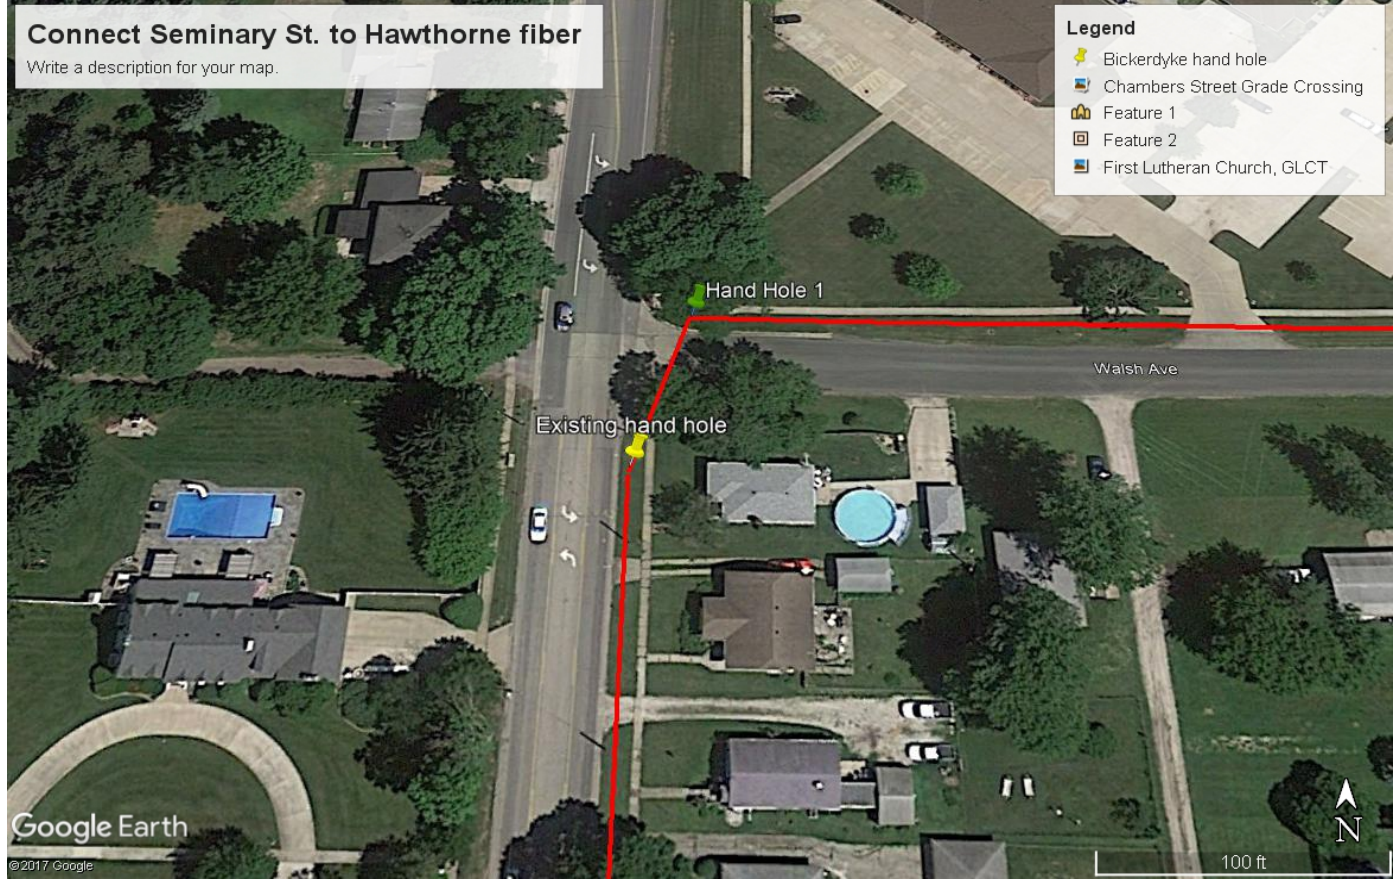 Connect Seminary St. to Hawthorne fiber
Write a description for your map.
Legend
Bickerdyke hand hole
Chambers Street Grade Crossing
Feature 1
Feature 2
First Lutheran Church, GLCT
Hand Hole 1
Walsh Ave
Existing hand hole
Google Earth
©2017 Google
N
100 ft